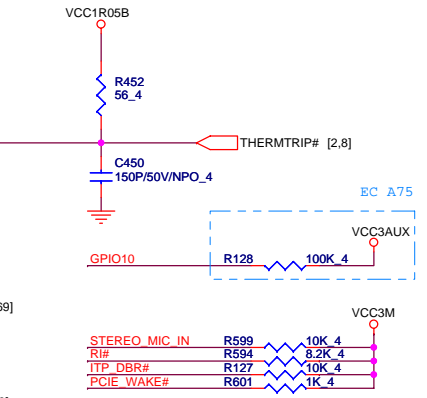 VCC1R05B
R452
56_4
THERMTRIP# [2,8]
C450
150P/50V/NPO_4
EC A75
VCC3AUX
GPIO10 R128 100K_4
69]
VCC3M
STEREO_MIC_IN R599 10K_4
RI# R594 8.2K_4
ITP_DBR# R127 10K_4
PCIE_WAKE# R601 1K_4